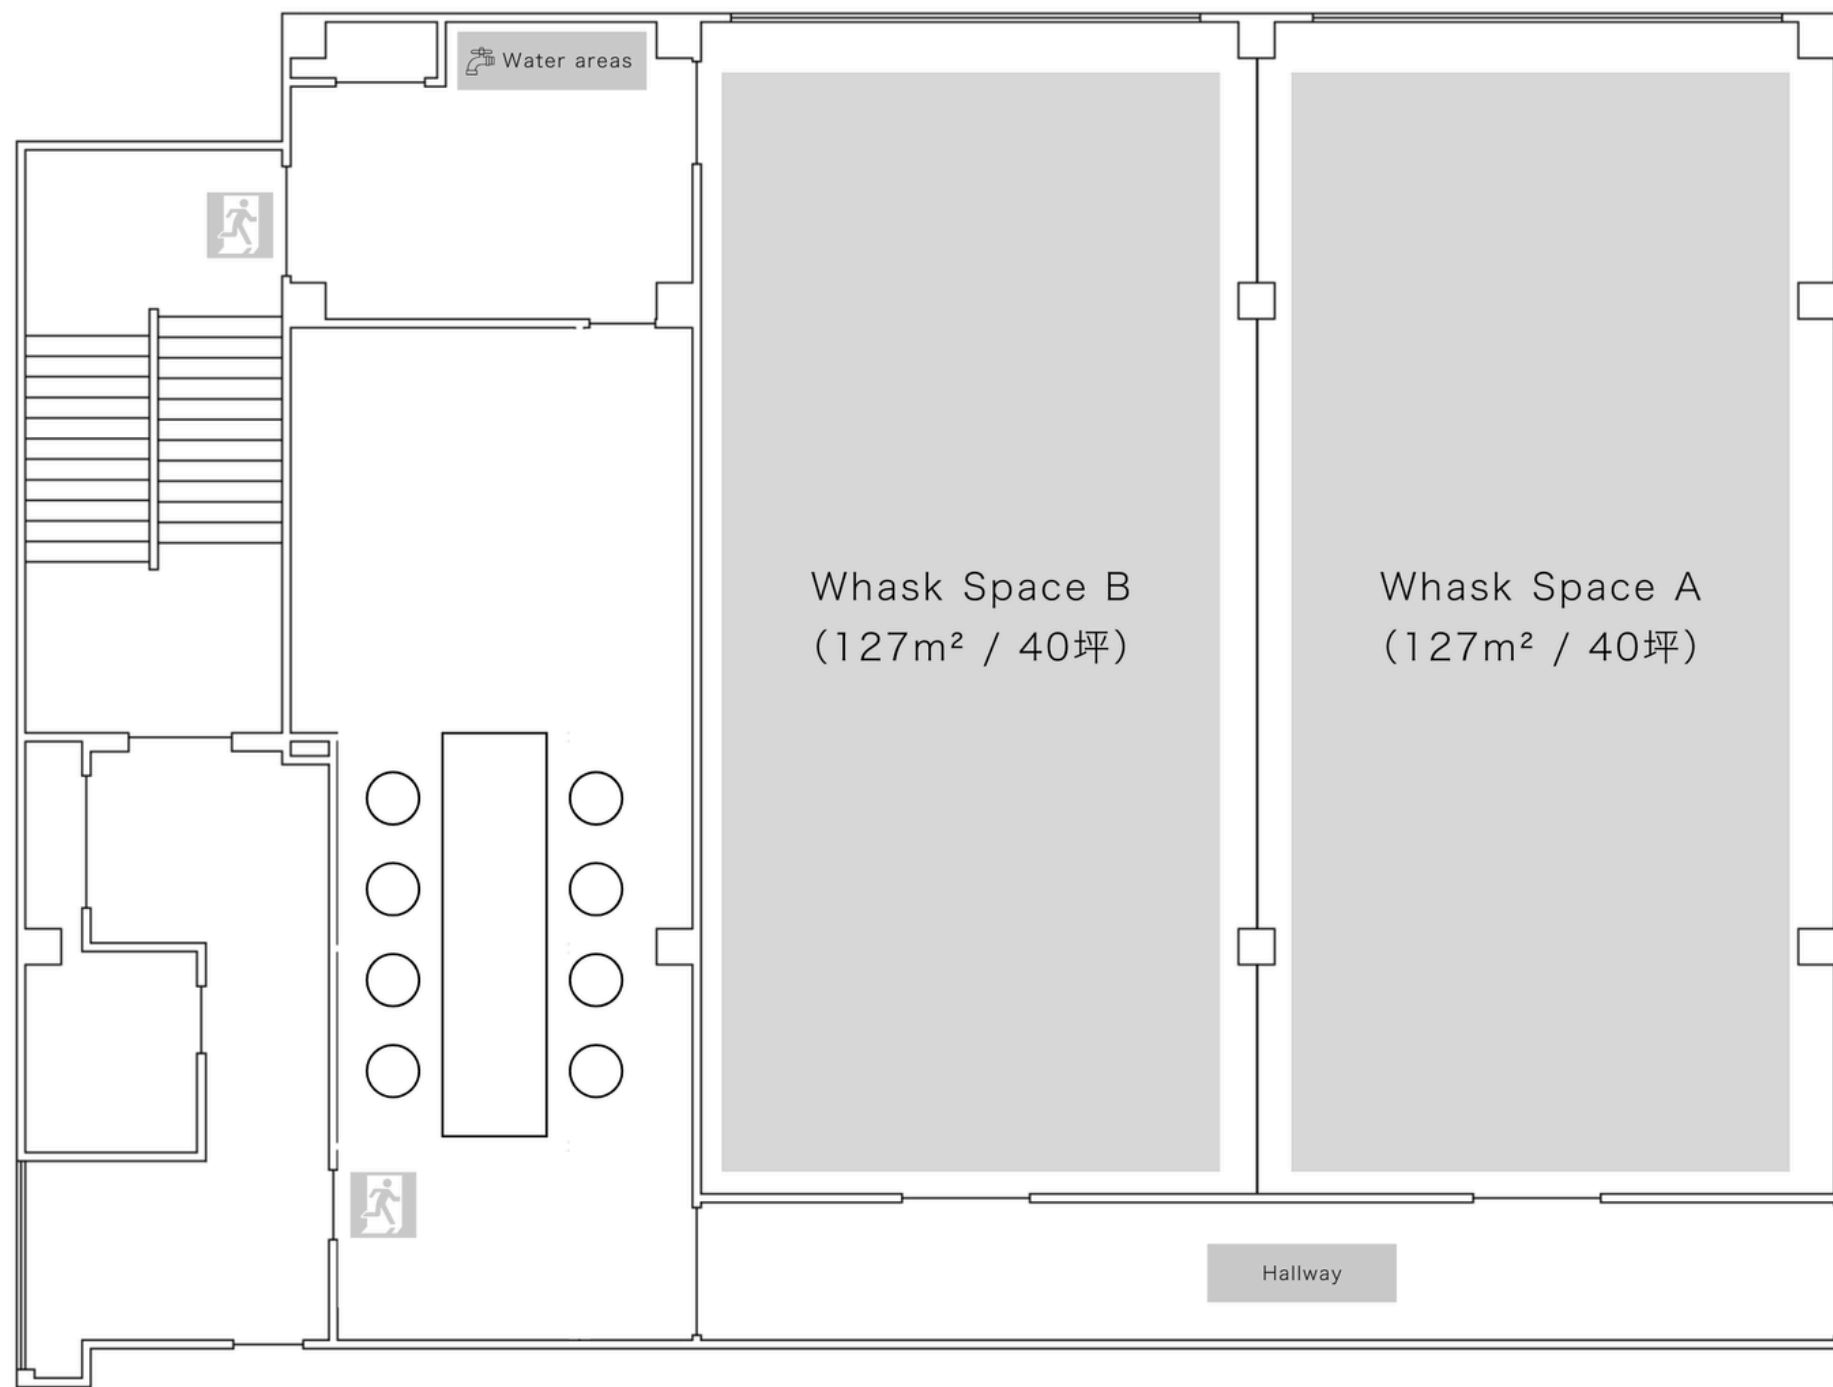 Water areas
Whask Space B
（127m² / 40坪）
Whask Space A
（127m² / 40坪）
Hallway